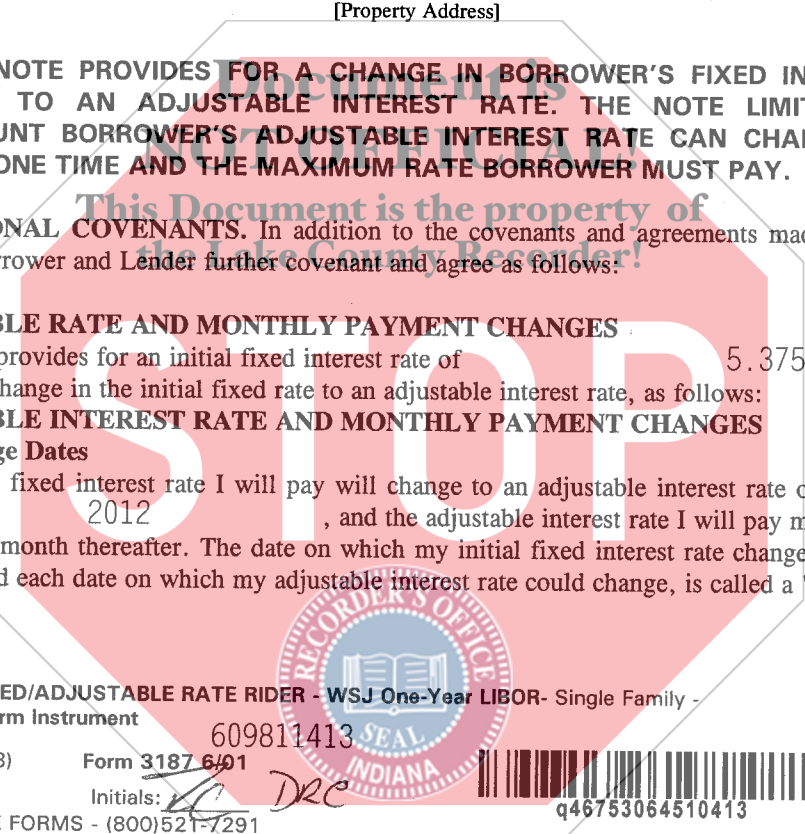 [Property Address]
NOTE PROVIDES FOR A CHANGE IN BORROWER'S FIXED IN
TO AN ADJUSTABLE INTEREST RATE. THE NOTE LIMIT
UNT BORROWER'S ADJUSTABLE INTEREST RATE CAN CHA
ONE TIME AND THE MAXIMUM RATE BORROWER MUST PAY.
Document is
NOT OFFICIAL!
This Document is the property of
the Lake County Recorder!
ONAL COVENANTS. In addition to the covenants and agreements mad
rrower and Lender further covenant and agree as follows:
BLE RATE AND MONTHLY PAYMENT CHANGES
provides for an initial fixed interest rate of 5.375
hange in the initial fixed rate to an adjustable interest rate, as follows:
BLE INTEREST RATE AND MONTHLY PAYMENT CHANGES
ge Dates
fixed interest rate I will pay will change to an adjustable interest rate o
2012 , and the adjustable interest rate I will pay m
month thereafter. The date on which my initial fixed interest rate change
d each date on which my adjustable interest rate could change, is called a "
STOP
RECORDER'S OFFICE
SEAL
INDIANA
ED/ADJUSTABLE RATE RIDER - WSJ One-Year LIBOR- Single Family -
rm Instrument
609811413
3) Form 3187 6/01
Initials: DRC
E FORMS - (800)521-7291
q46753064510413